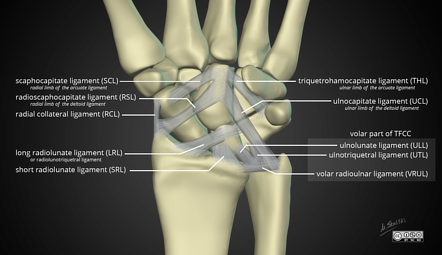 scaphocapitate ligament (SCL)
radial limb of the arcuate ligament
radioscaphocapitate ligament (RSL)
radial limb of the deltoid ligament
radial collateral ligament (RCL)
long radiolunate ligament (LRL)
or radiolunotriquetral ligament
short radiolunate ligament (SRL)
triquetrohamocapitate ligament (THL)
ulnar limb of the arcuate ligament
ulnocapitate ligament (UCL)
ulnar limb of the deltoid ligament
volar part of TFCC
ulnolunate ligament (ULL)
ulnotriquetral ligament (UTL)
volar radioulnar ligament (VRUL)